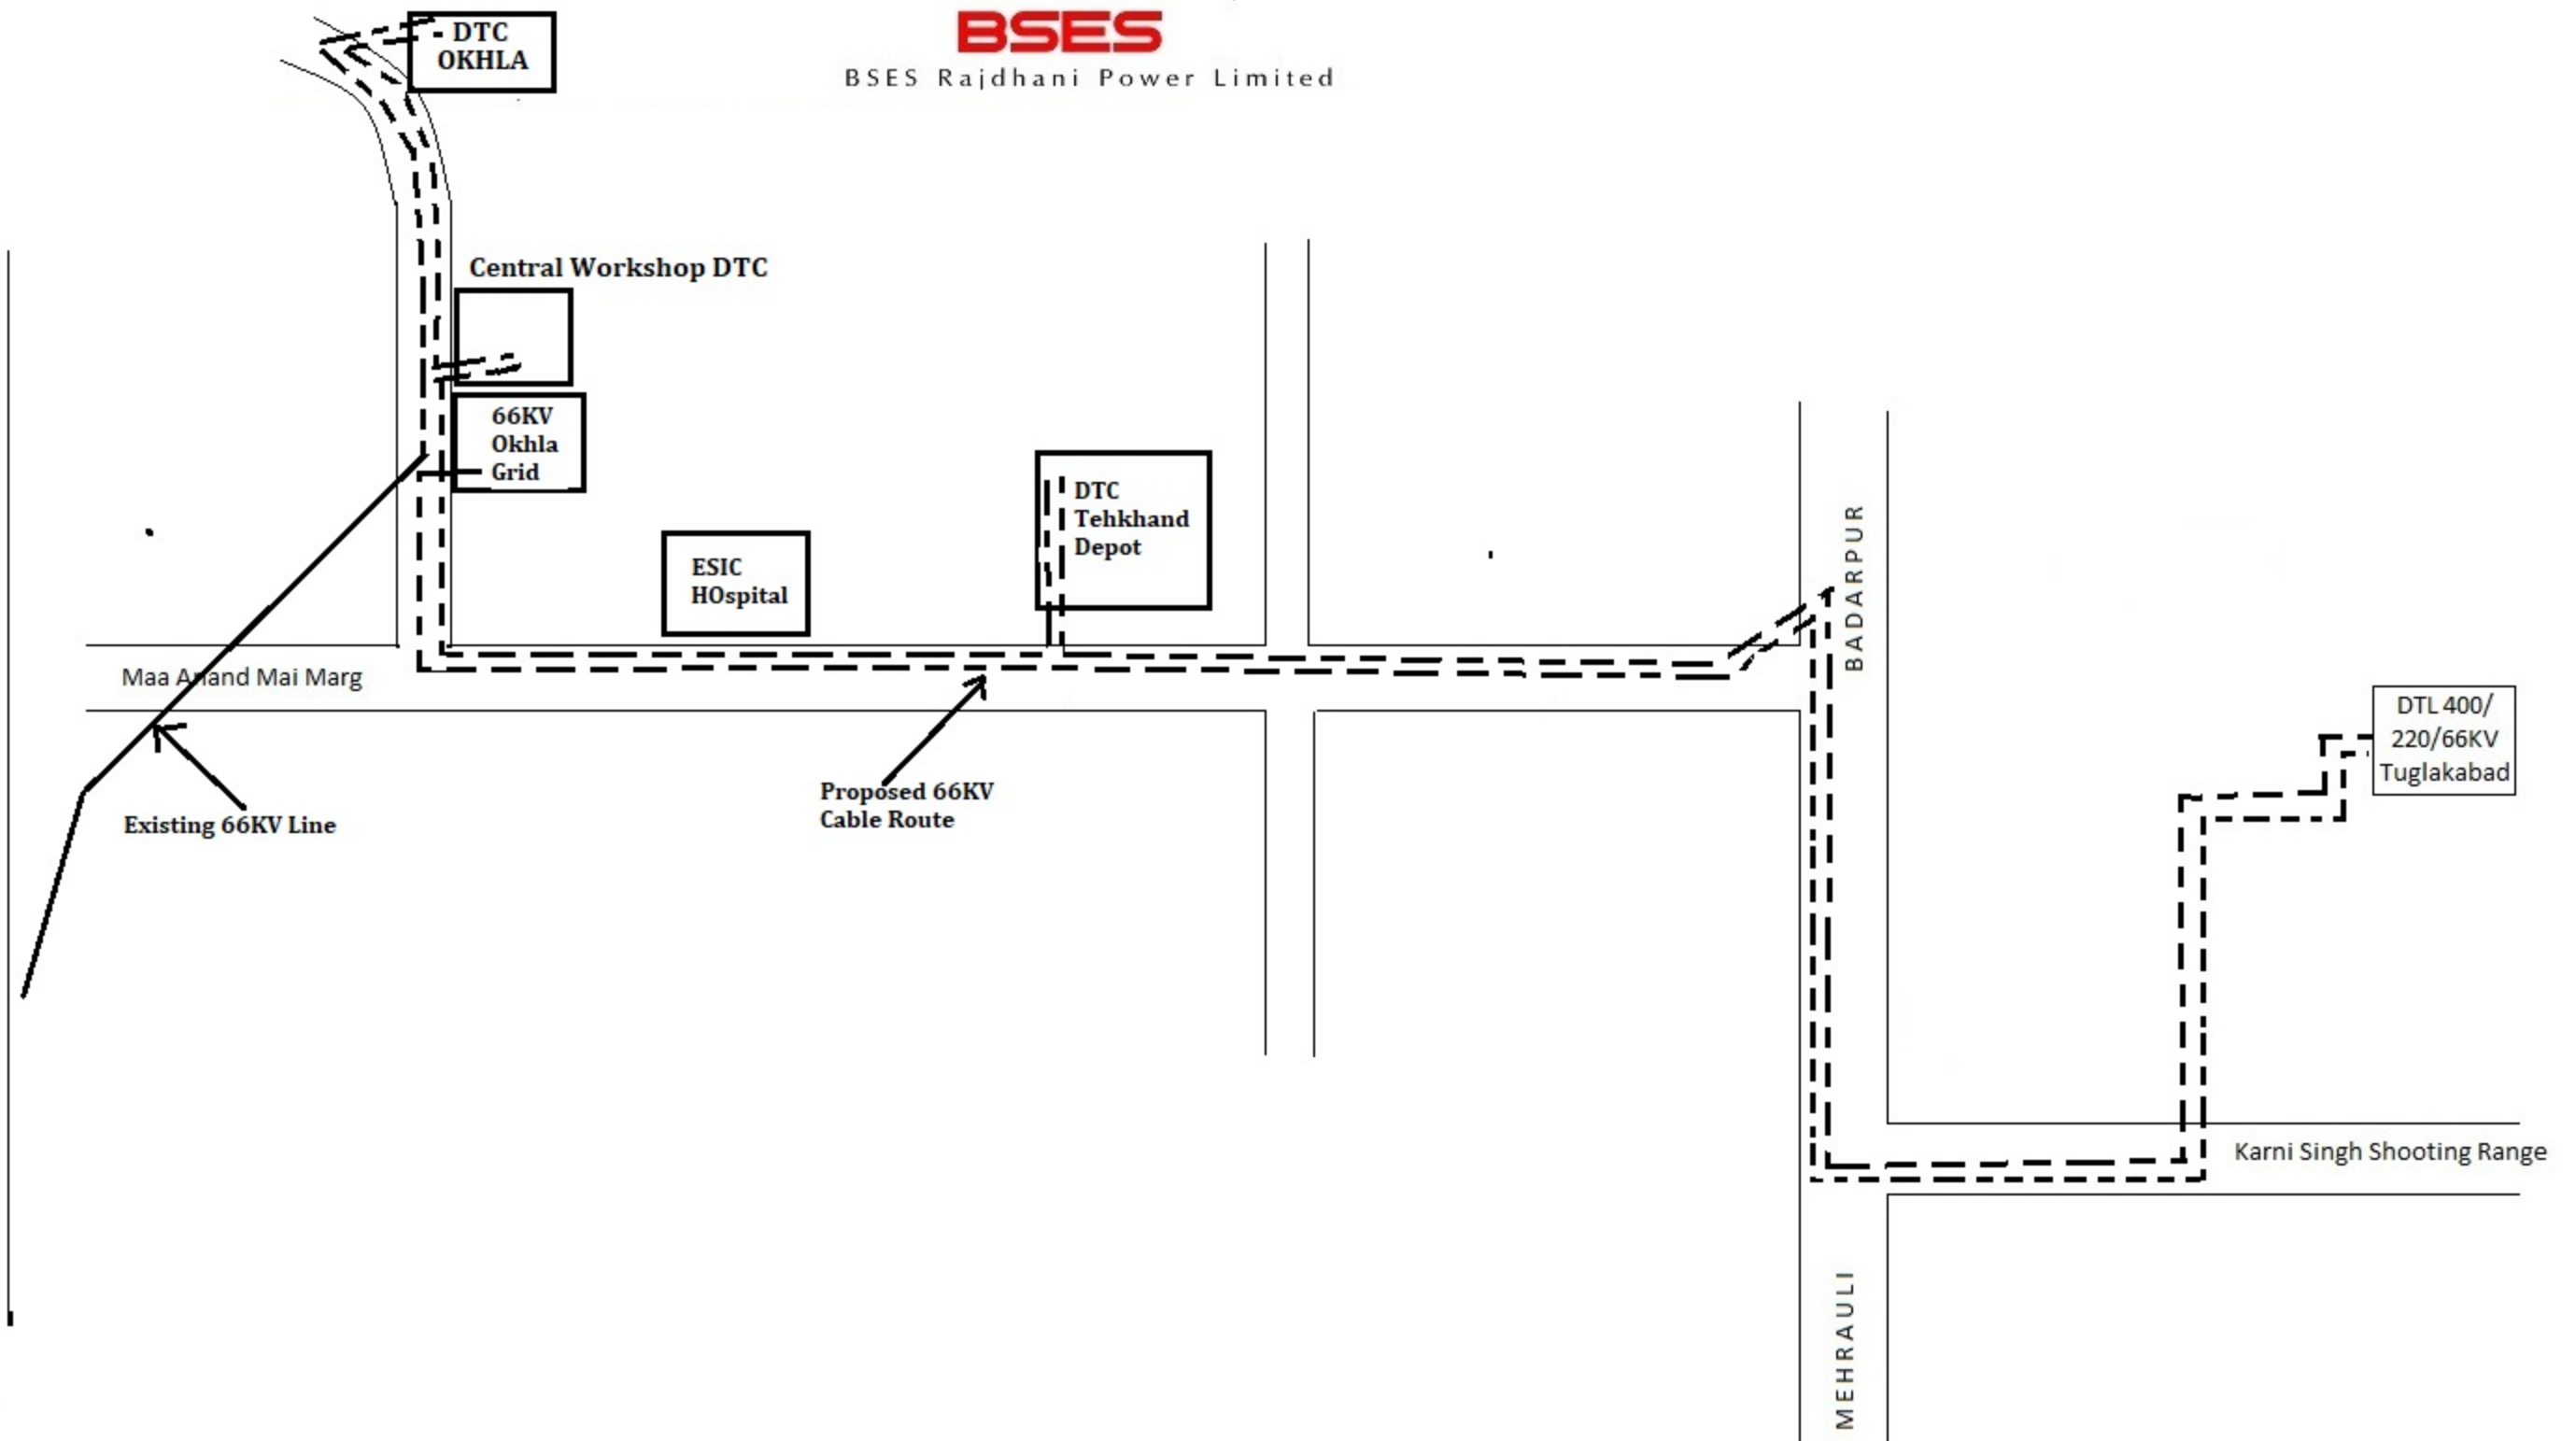 BSES
BSES Rajdhani Power Limited
DTC
OKHLA
Central Workshop DTC
66KV
Okhla
Grid
ESIC
HOspital
DTC
Tehkhand
Depot
BADARPUR
Maa Anand Mai Marg
DTL 400/
220/66KV
Tuglakabad
Existing 66KV Line
Proposed 66KV
Cable Route
Karni Singh Shooting Range
MEHRAULI